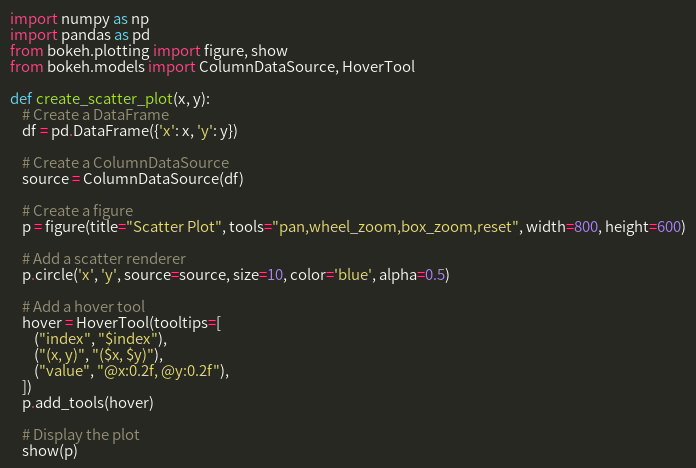 import numpy as np
import pandas as pd
from bokeh.plotting import figure, show
from bokeh.models import ColumnDataSource, HoverTool

def create_scatter_plot(x, y):
    # Create a DataFrame
    df = pd.DataFrame({'x': x, 'y': y})

    # Create a ColumnDataSource
    source = ColumnDataSource(df)

    # Create a figure
    p = figure(title="Scatter Plot", tools="pan,wheel_zoom,box_zoom,reset", width=800, height=600)

    # Add a scatter renderer
    p.circle('x', 'y', source=source, size=10, color='blue', alpha=0.5)

    # Add a hover tool
    hover = HoverTool(tooltips=[
        ("index", "$index"),
        ("(x, y)", "($x, $y)"),
        ("value", "@x:0.2f, @y:0.2f"),
    ])
    p.add_tools(hover)

    # Display the plot
    show(p)